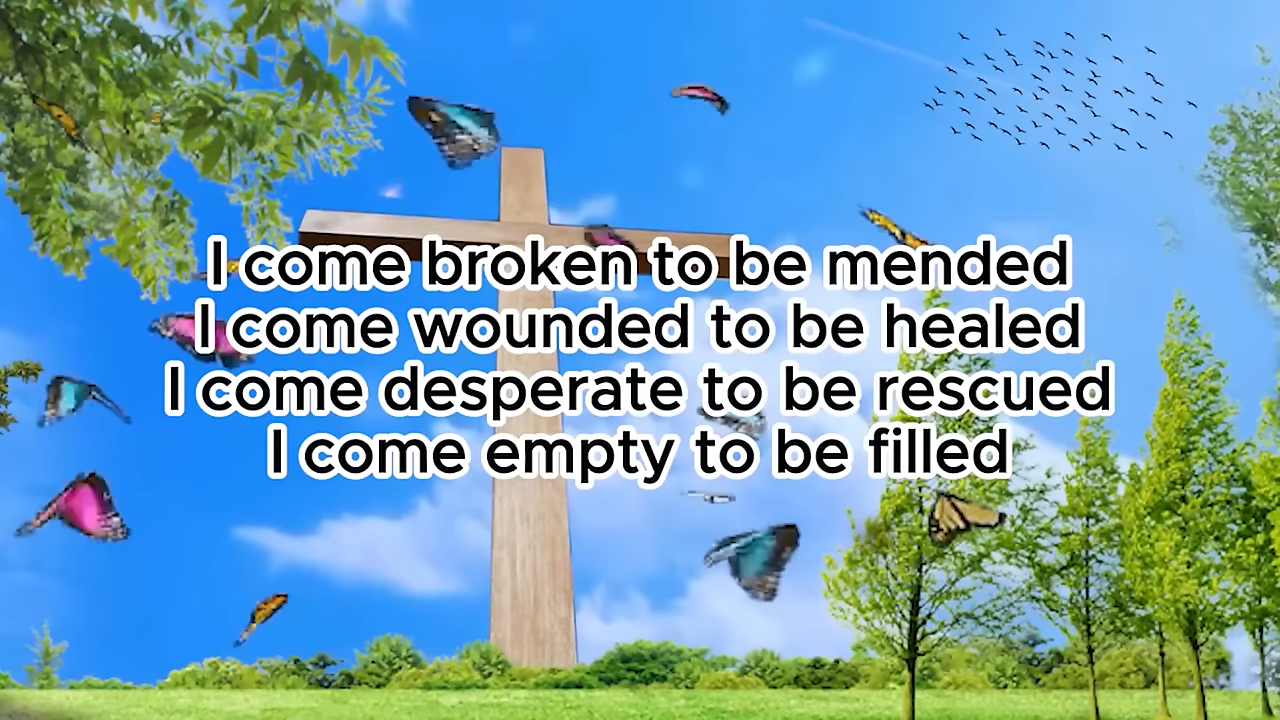 I come broken to be mended
I come wounded to be healed
I come desperate to be rescued
I come empty to be filled